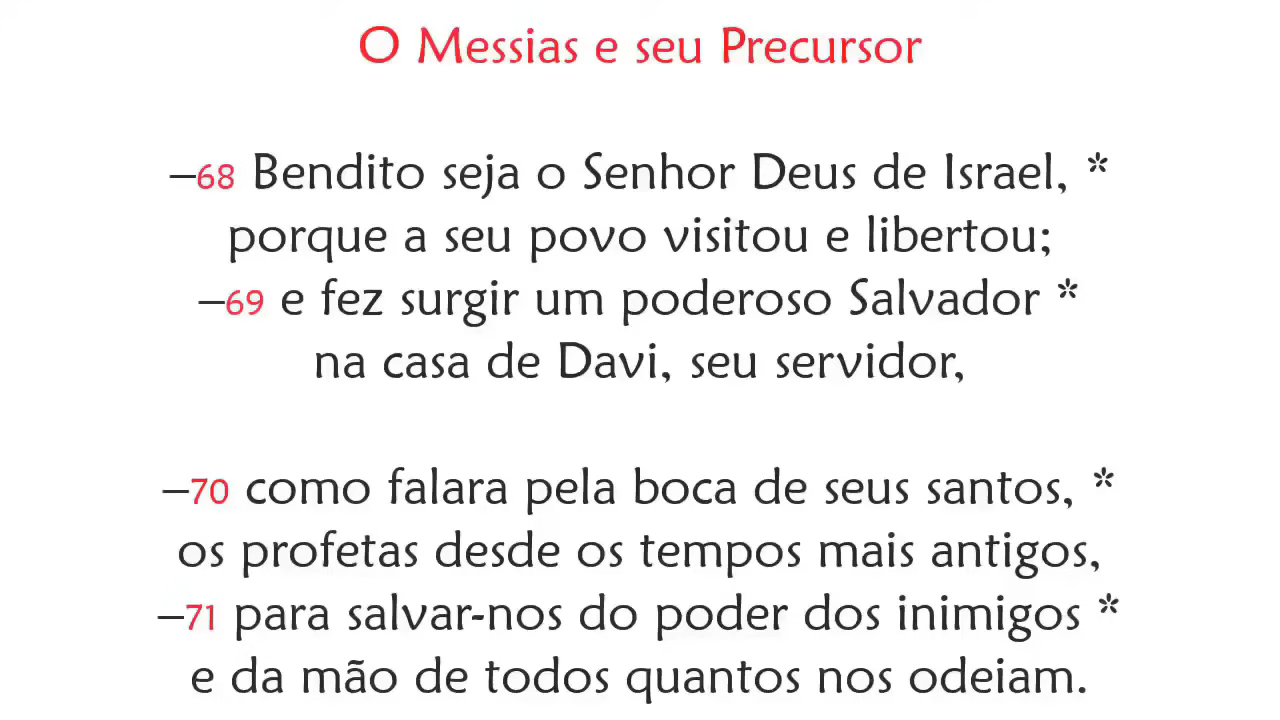 O Messias e seu Precursor
–68 Bendito seja o Senhor Deus de Israel, *
porque a seu povo visitou e libertou;
–69 e fez surgir um poderoso Salvador *
na casa de Davi, seu servidor,
–70 como falara pela boca de seus santos, *
os profetas desde os tempos mais antigos,
–71 para salvar-nos do poder dos inimigos *
e da mão de todos quantos nos odeiam.